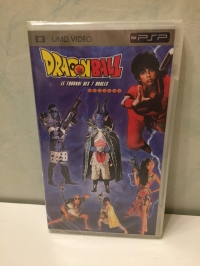 UMD VIDEO
PSP
DRAGON BALL
LE TOURNOI DES 7 BOULES